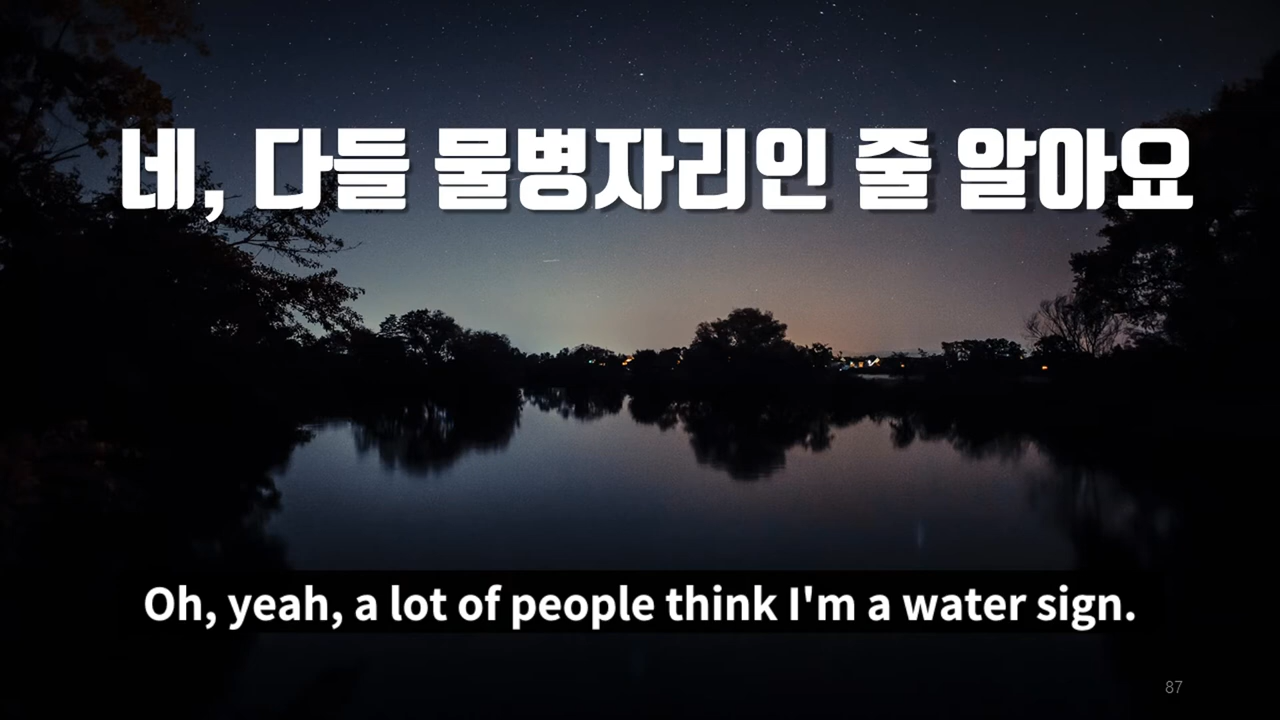 네, 다들 물병자리인 줄 알아요
Oh, yeah, a lot of people think I'm a water sign.
87